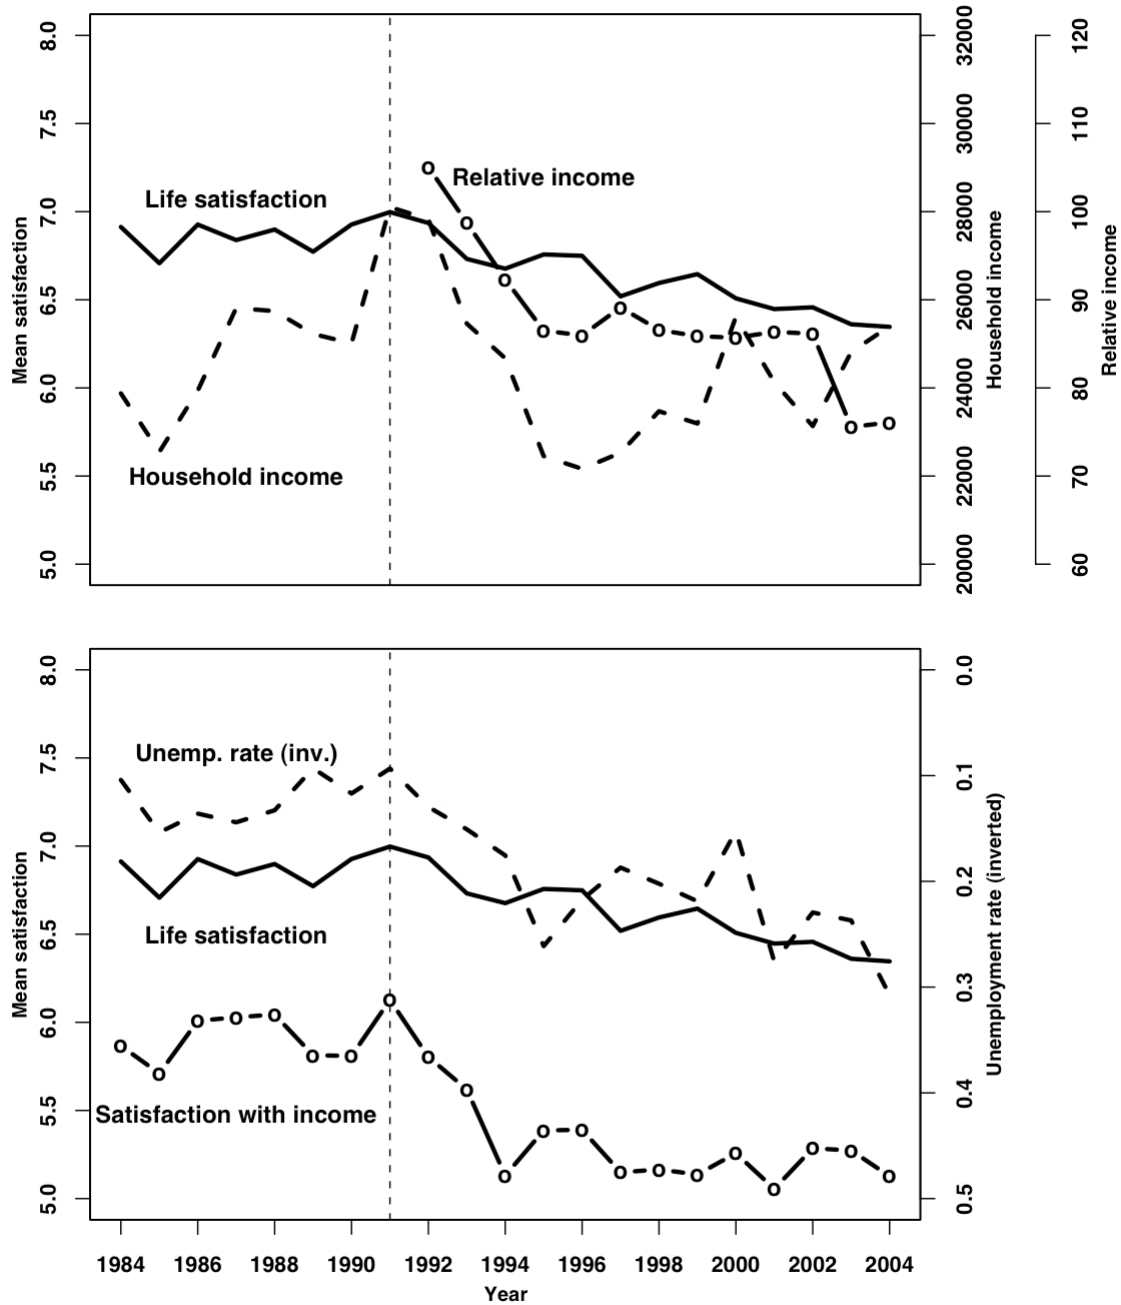 8.0
7.5
7.0
6.5
6.0
5.5
5.0
Mean satisfaction
Life satisfaction
Relative income
Household income
32000
30000
28000
26000
24000
22000
20000
Household income
120
110
100
90
80
70
60
Relative income
8.0
7.5
7.0
6.5
6.0
5.5
5.0
Mean satisfaction
Unemp. rate (inv.)
Life satisfaction
Satisfaction with income
0.0
0.1
0.2
0.3
0.4
0.5
Unemployment rate (inverted)
1984 1986 1988 1990 1992 1994 1996 1998 2000 2002 2004
Year